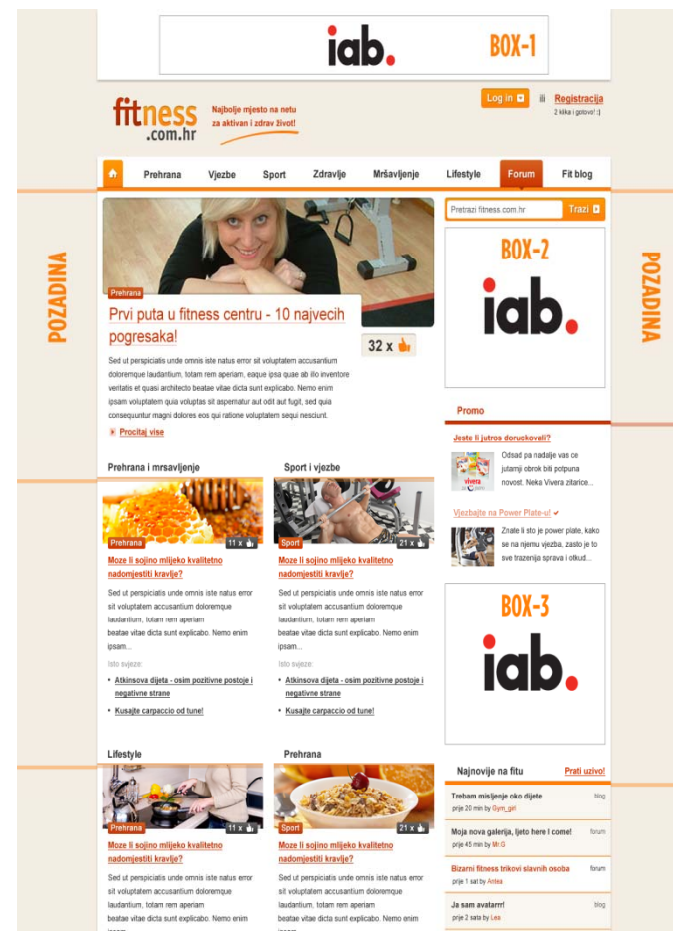 iab.
BOX-1
fitness
.com.hr
Najbolje mjesto na netu
za aktivan i zdrav život!
Log in
ili
Registracija
2 klika i gotovo! :)
Prehrana
Vjezbe
Sport
Zdravlje
Mršavljenje
Lifestyle
Forum
Fit blog
POZADINA
Prehrana
Prvi puta u fitness centru - 10 najvecih
pogresaka!
32 x
Sed ut perspiciatis unde omnis iste natus error sit voluptatem accusantium
doloremque laudantium, totam rem aperiam, eaque ipsa quae ab illo inventore
veritatis et quasi architecto beatae vitae dicta sunt explicabo. Nemo enim
ipsam voluptatem quia voluptas sit aspernatur aut odit aut fugit, sed quia
consequuntur magni dolores eos qui ratione voluptatem sequi nesciunt.
Procitaj vise
Pretrazi fitness.com.hr
Trazi
BOX-2
iab.
POZADINA
Promo
Jeste li jutros doruckovali?
Odsad pa nadalje vas ce
jutarnji obrok biti potpuna
novost. Neka Vivera zitarice...
vivera
Vjezbajte na Power Plate-u!
Znate li sto je power plate, kako
se na njemu vjezba, zasto je to
sve trazenija sprava i otkud...
BOX-3
iab.
Prehrana i mrsavljenje
Prehrana
11 x
Moze li sojino mlijeko kvalitetno
nadomjestiti kravlje?
Sed ut perspiciatis unde omnis iste natus error
sit voluptatem accusantium doloremque
laudantium, totam rem aperiam
beatae vitae dicta sunt explicabo. Nemo enim
ipsam...
Isto svjeze:
• Atkinsova dijeta - osim pozitivne postoje i
negativne strane
• Kusajte carpaccio od tune!
Sport i vjezbe
Sport
21 x
Moze li sojino mlijeko kvalitetno
nadomjestiti kravlje?
Sed ut perspiciatis unde omnis iste natus error
sit voluptatem accusantium doloremque
laudantium, totam rem aperiam
beatae vitae dicta sunt explicabo. Nemo enim
ipsam...
Isto svjeze:
• Atkinsova dijeta - osim pozitivne postoje i
negativne strane
• Kusajte carpaccio od tune!
Lifestyle
Prehrana
11 x
Moze li sojino mlijeko kvalitetno
nadomjestiti kravlje?
Sed ut perspiciatis unde omnis iste natus error
sit voluptatem accusantium doloremque
laudantium, totam rem aperiam
beatae vitae dicta sunt explicabo. Nemo enim
Prehrana
Sport
21 x
Moze li sojino mlijeko kvalitetno
nadomjestiti kravlje?
Sed ut perspiciatis unde omnis iste natus error
sit voluptatem accusantium doloremque
laudantium, totam rem aperiam
beatae vitae dicta sunt explicabo. Nemo enim
Najnovije na fitu
Prati uzivo!
Trebam misljenje oko dijete
blog
prije 20 min by Gym_girl
Moja nova galerija, ljeto here I come!
forum
prije 45 min by Mr.G
Bizarni fitness trikovi slavnih osoba
forum
prije 1 sat by Antea
Ja sam avatarrr!
blog
prije 2 sata by Lea